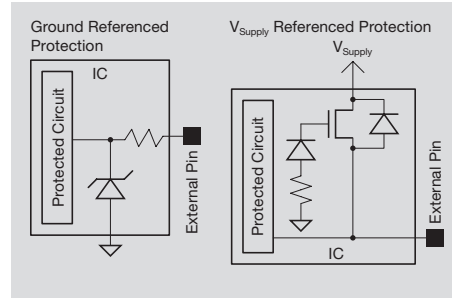 Ground Referenced
Protection
IC
Protected Circuit
External Pin
VSupply Referenced Protection
VSupply
Protected Circuit
External Pin
IC